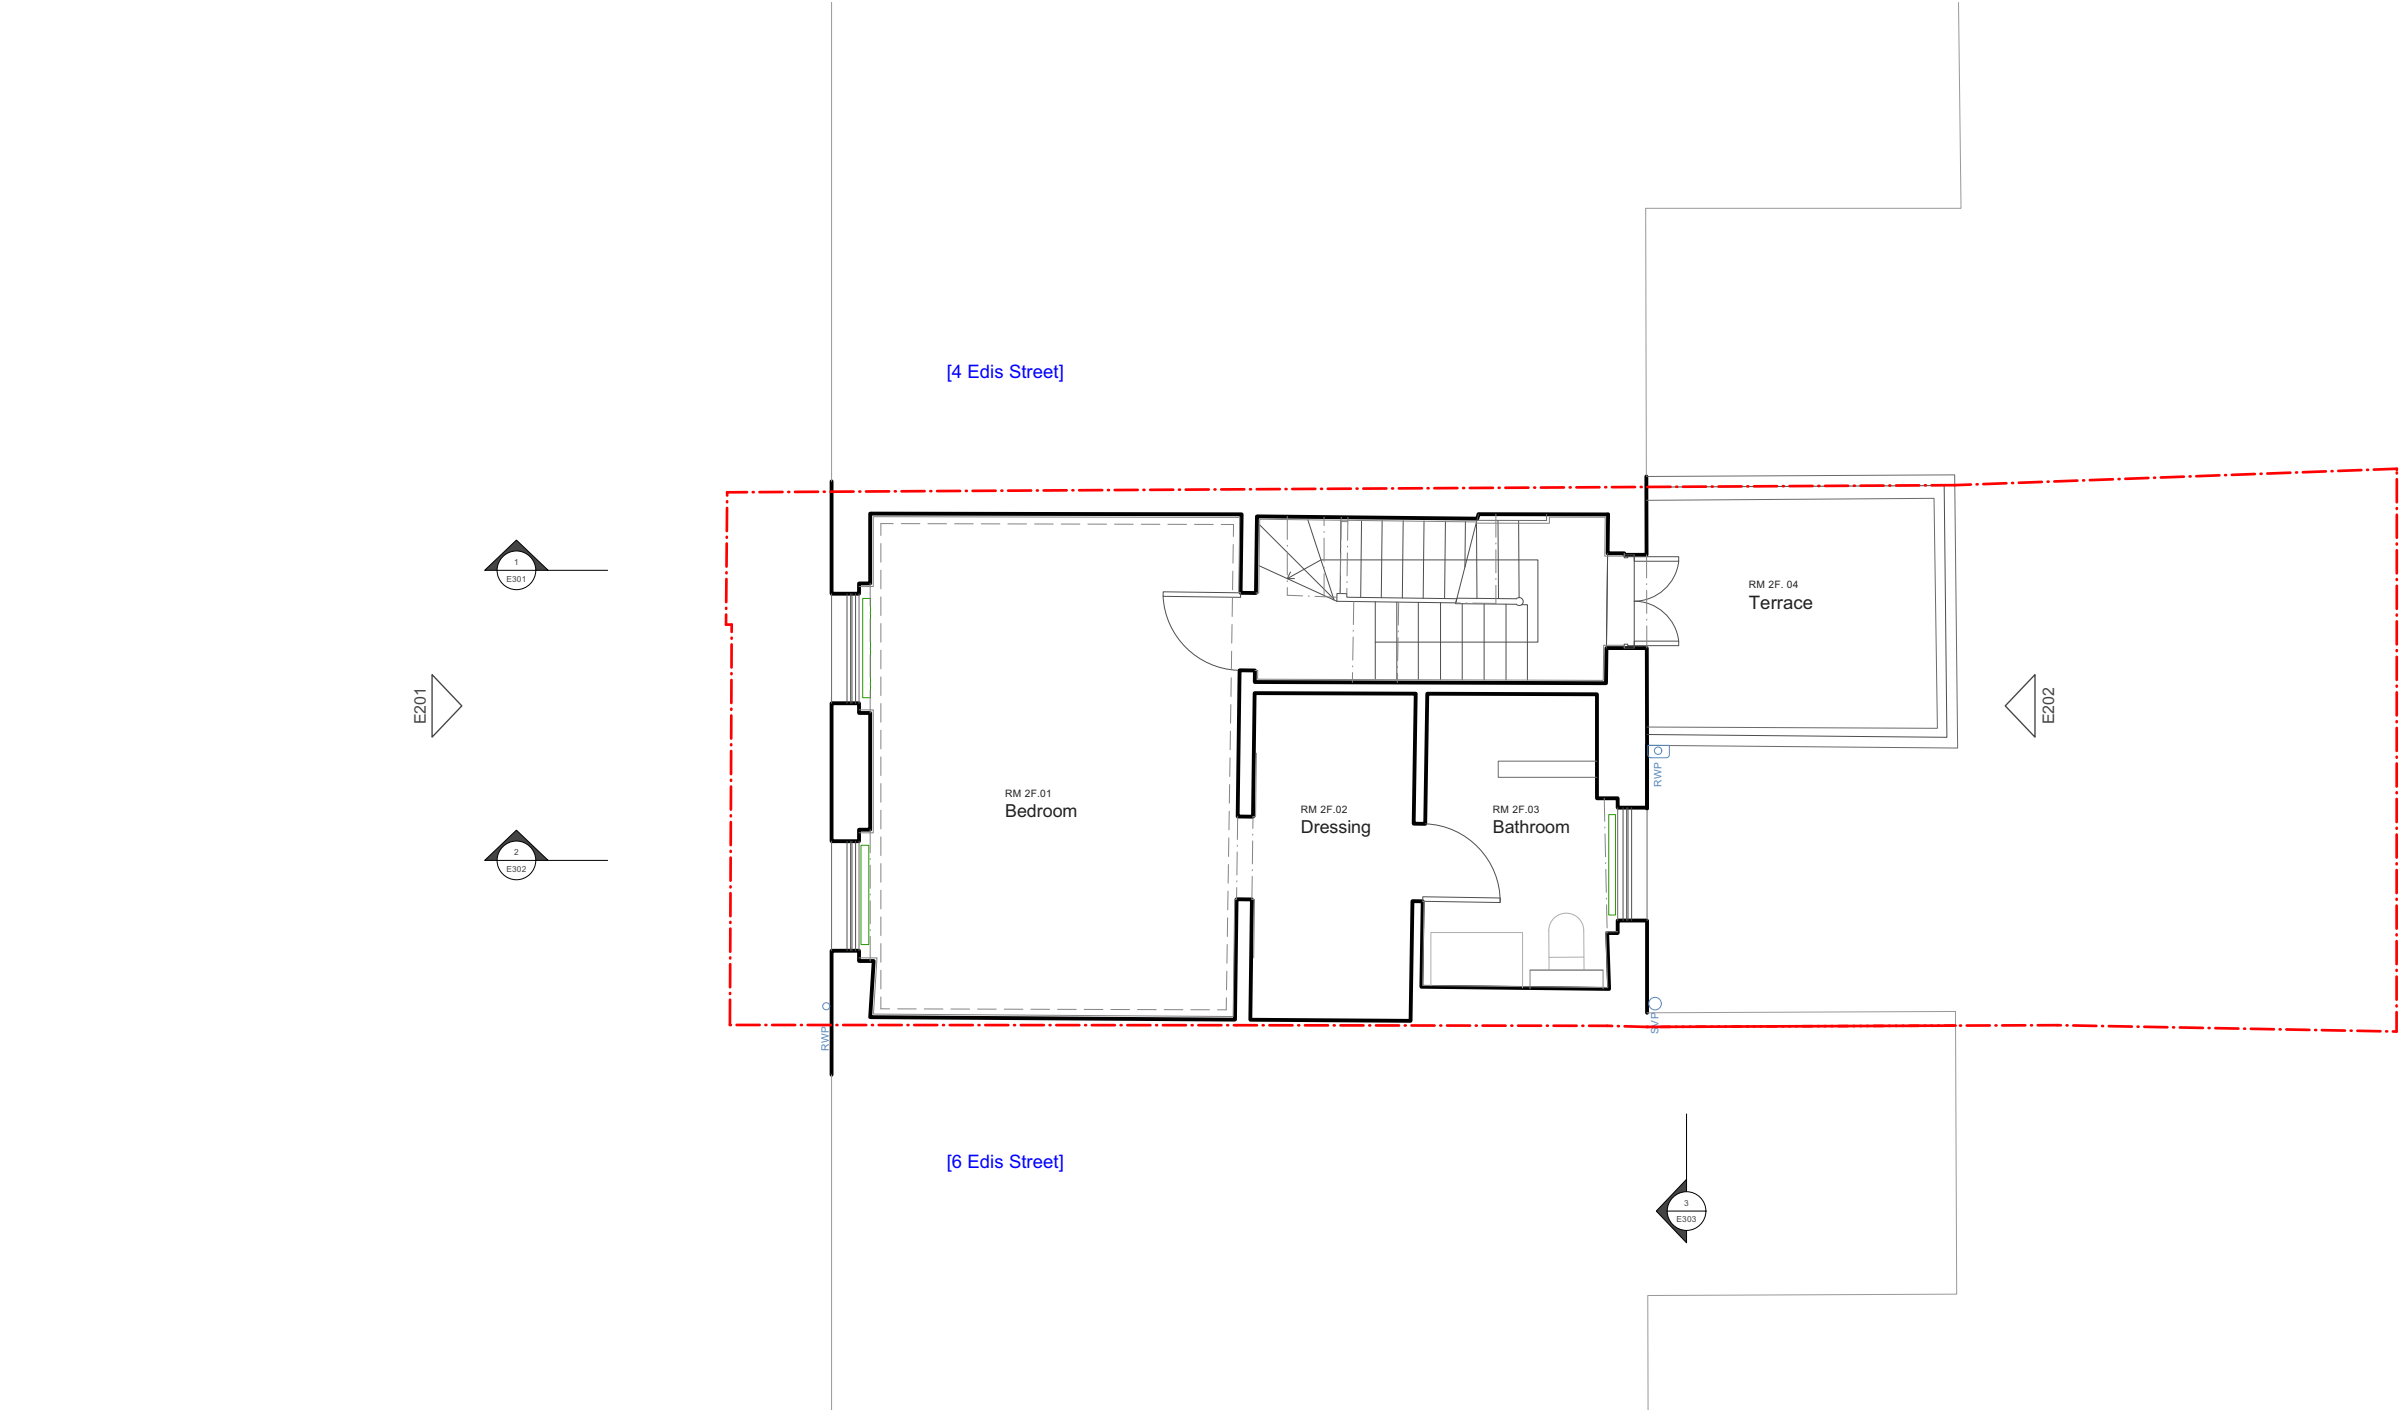 [4 Edis Street]
1
E301
RM 2F. 04
Terrace
E201
E202
RWP
RM 2F.01
Bedroom
RM 2F.02
Dressing
RM 2F.03
Bathroom
2
E302
RWP
SVP
[6 Edis Street]
3
E303